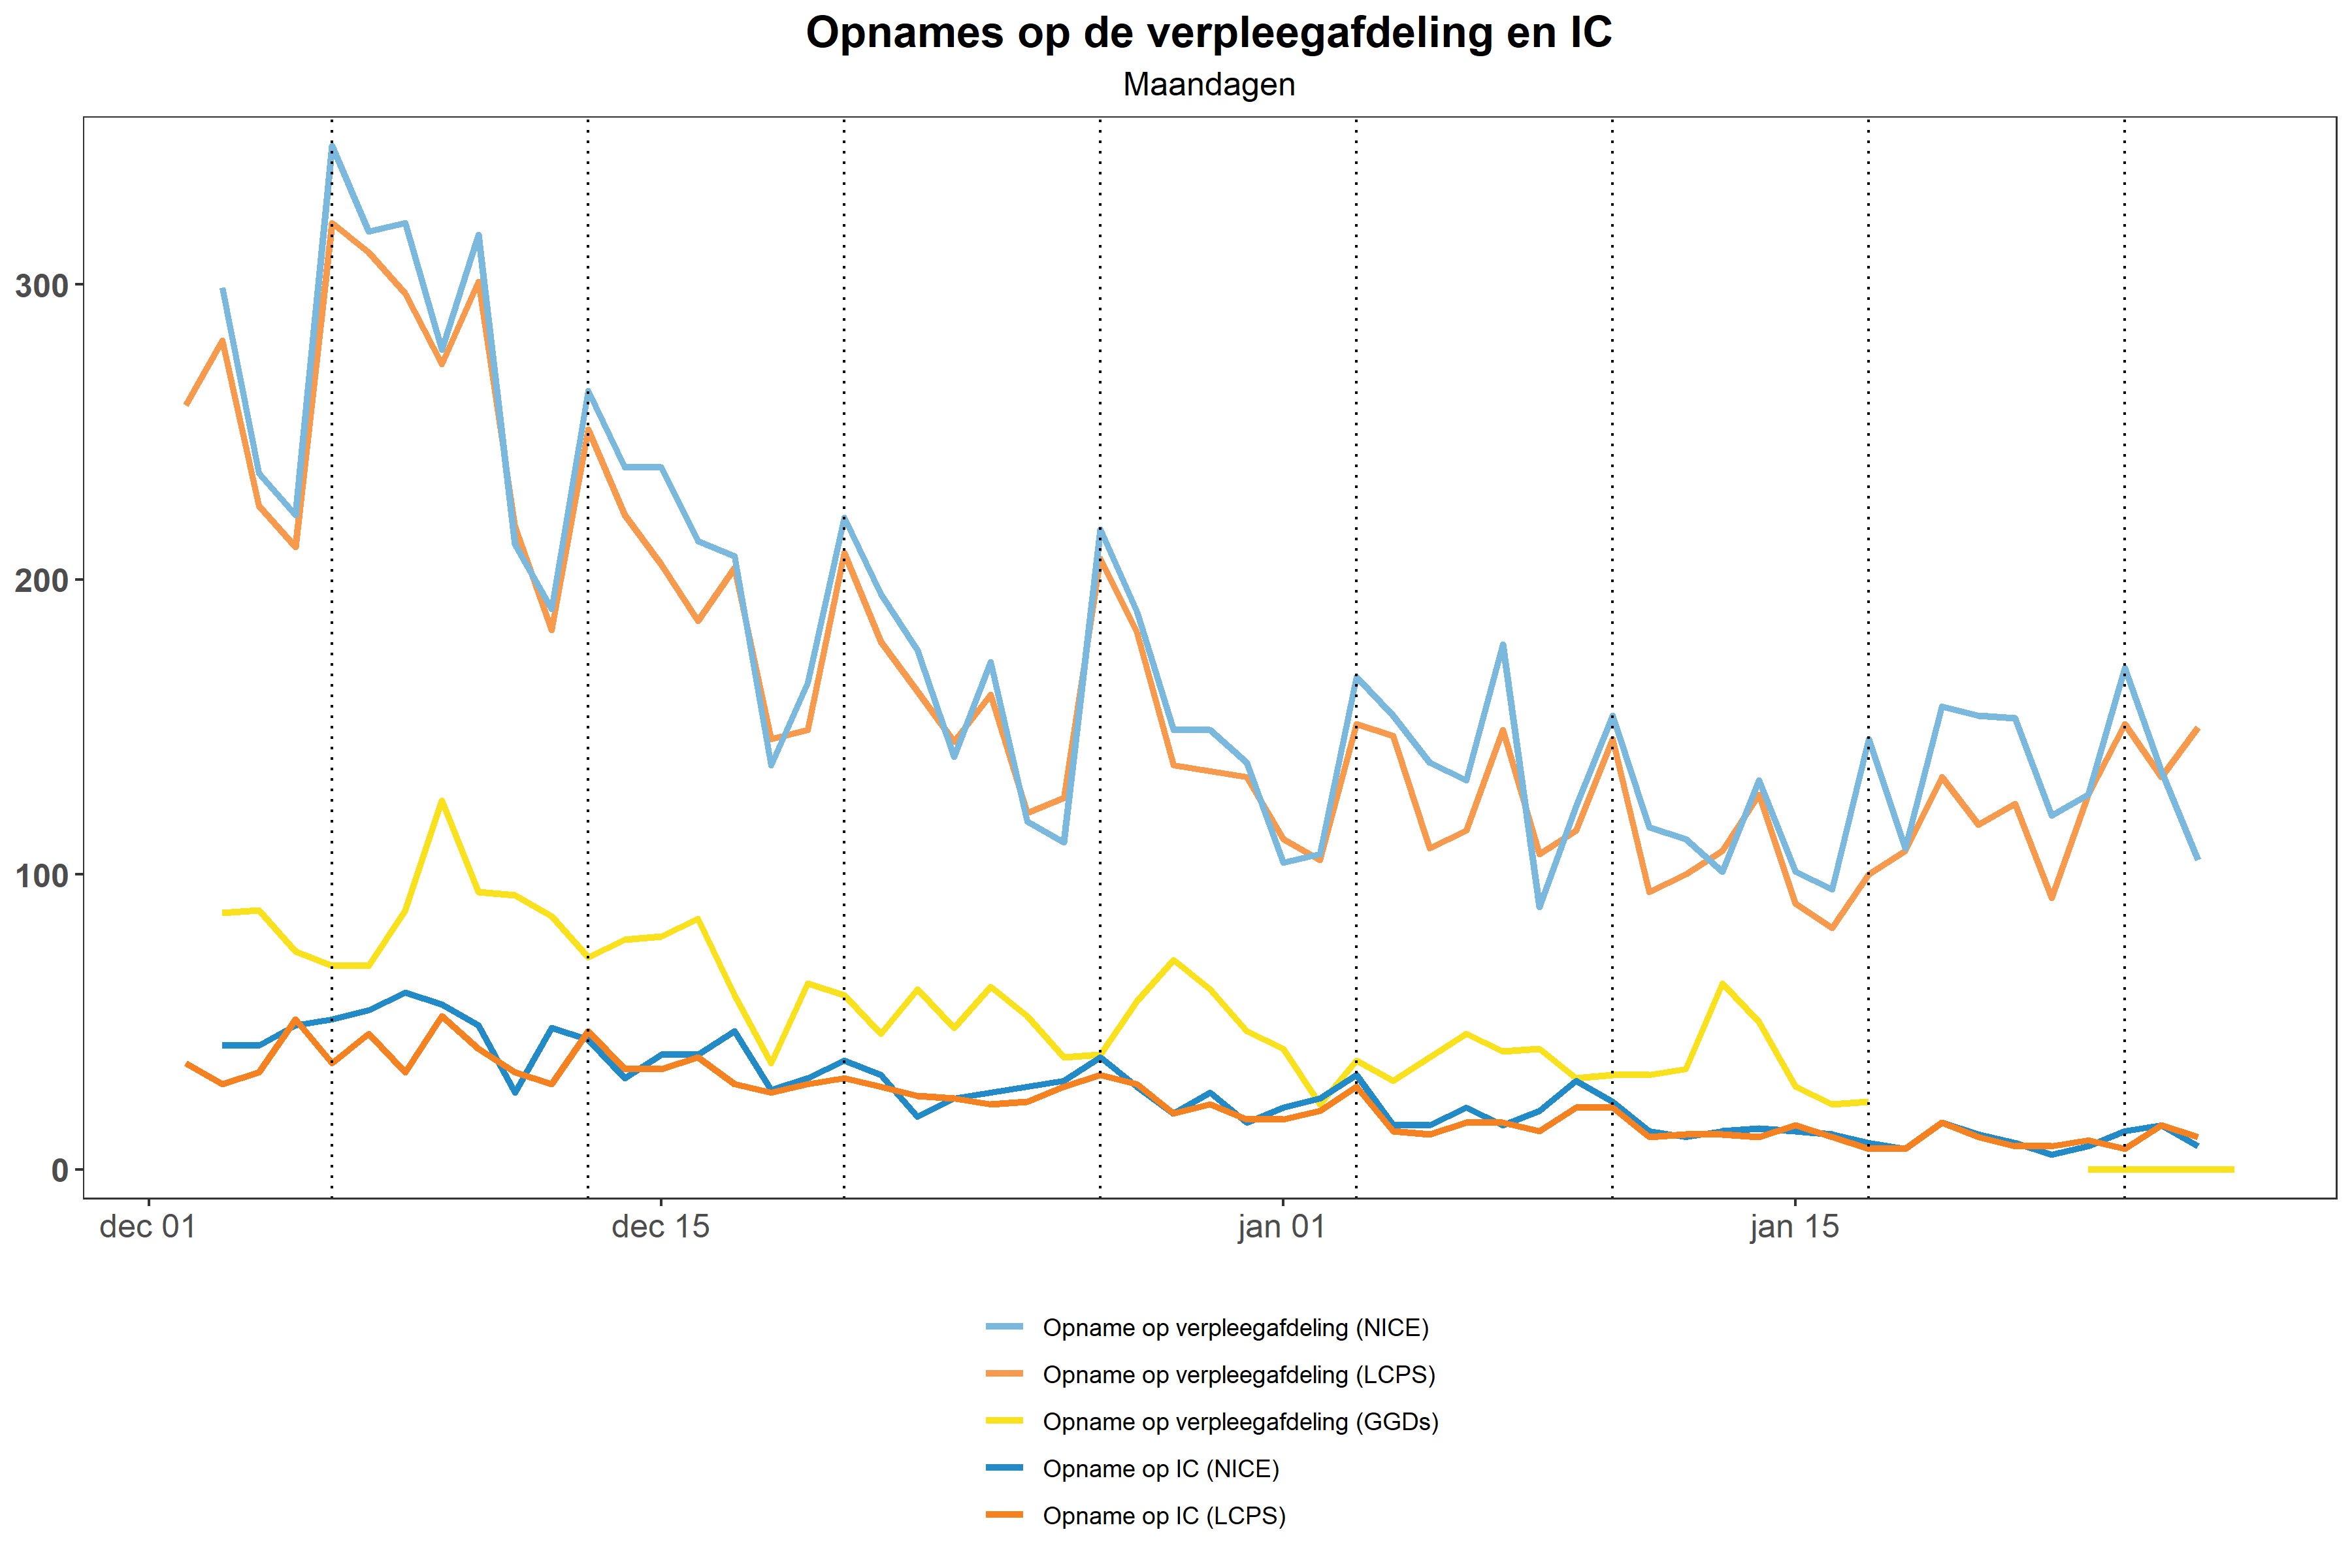 Opnames op de verpleegafdeling en IC
Maandagen
300
200
100
0
dec 01 dec 15 jan 01 jan 15
Opname op verpleegafdeling (NICE)
Opname op verpleegafdeling (LCPS)
Opname op verpleegafdeling (GGDs)
Opname op IC (NICE)
Opname op IC (LCPS)